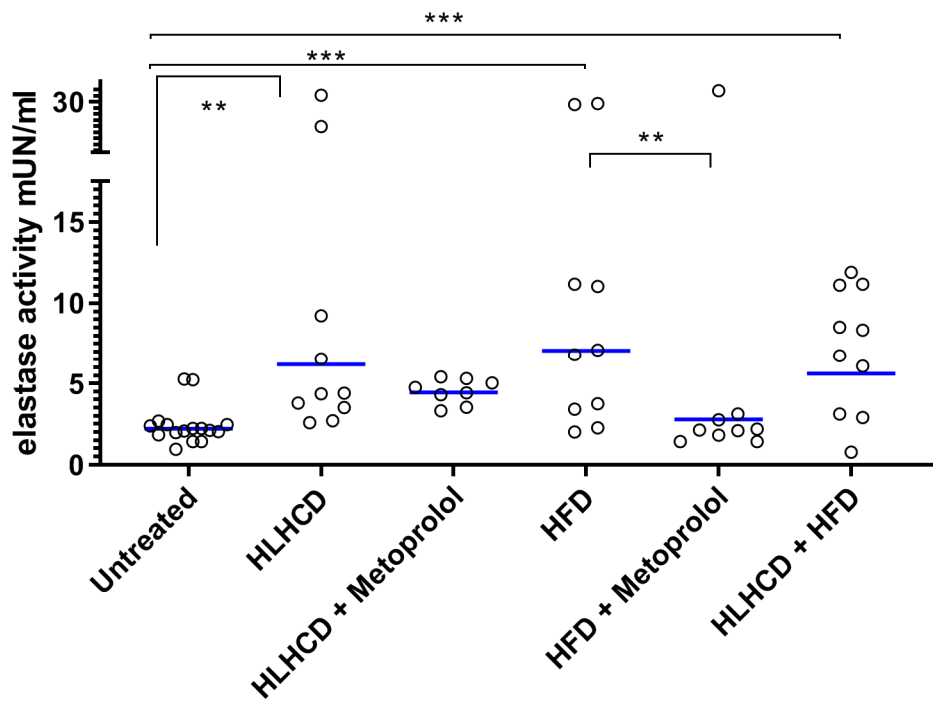 ***
***
**
**
elastase activity mUN/ml
30
15
10
5
0
Untreated
HLHCD
HLHCD + Metoprolol
HFD
HFD + Metoprolol
HLHCD + HFD